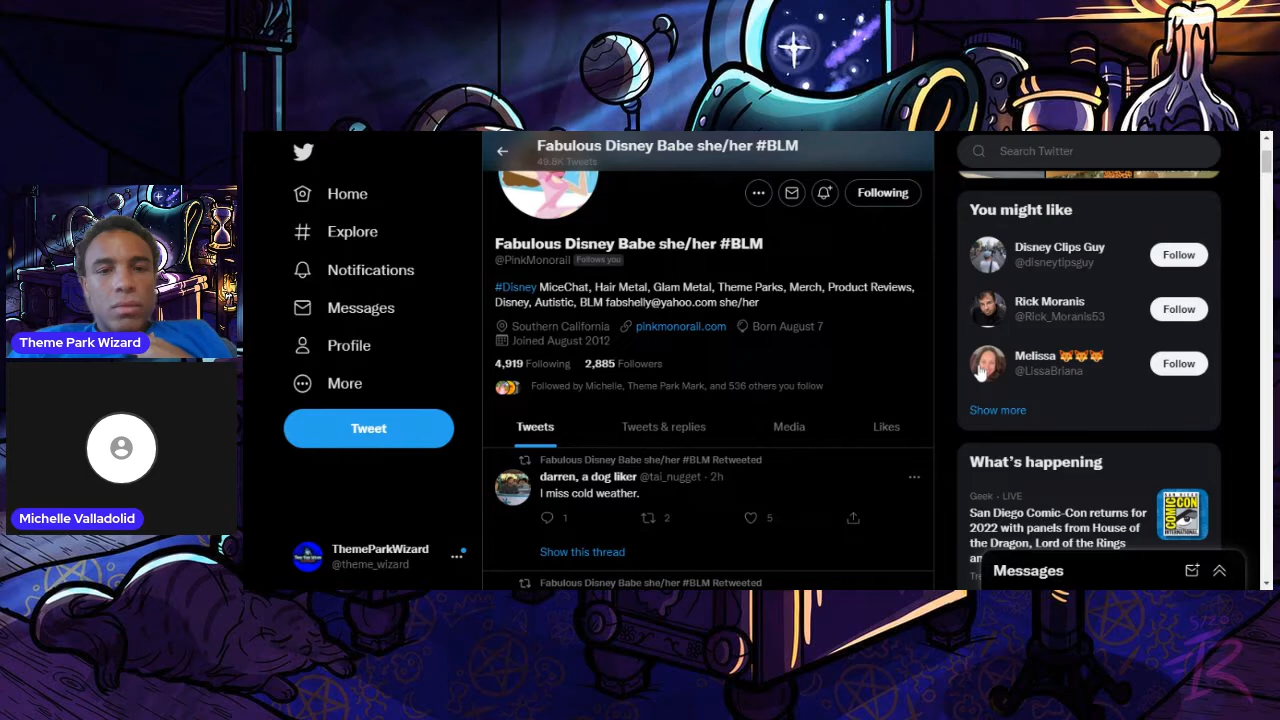 Theme Park Wizard
Michelle Valladolid
Home
Explore
Notifications
Messages
Profile
More
Tweet
ThemeParkWizard
@theme_wizard
Fabulous Disney Babe she/her #BLM
49.8K Tweets
Following
Fabulous Disney Babe she/her #BLM
@PinkMonorail Follows you
#Disney MiceChat, Hair Metal, Glam Metal, Theme Parks, Merch, Product Reviews,
Disney, Autistic, BLM fabshelly@yahoo.com she/her
Southern California pinkmonorail.com Born August 7
Joined August 2012
4,919 Following 2,885 Followers
Followed by Michelle, Theme Park Mark, and 536 others you follow
Tweets Tweets & replies Media Likes
Fabulous Disney Babe she/her #BLM Retweeted
darren, a dog liker @tai_nugget · 2h
I miss cold weather.
1 2 5
Show this thread
Fabulous Disney Babe she/her #BLM Retweeted
Search Twitter
You might like
Disney Clips Guy
@disneytipsguy
Follow
Rick Moranis
@Rick_Moranis53
Follow
Melissa
@LissaBriana
Follow
Show more
What's happening
Geek · LIVE
San Diego Comic-Con returns for
2022 with panels from House of
the Dragon, Lord of the Rings
COMIC CON
Messages